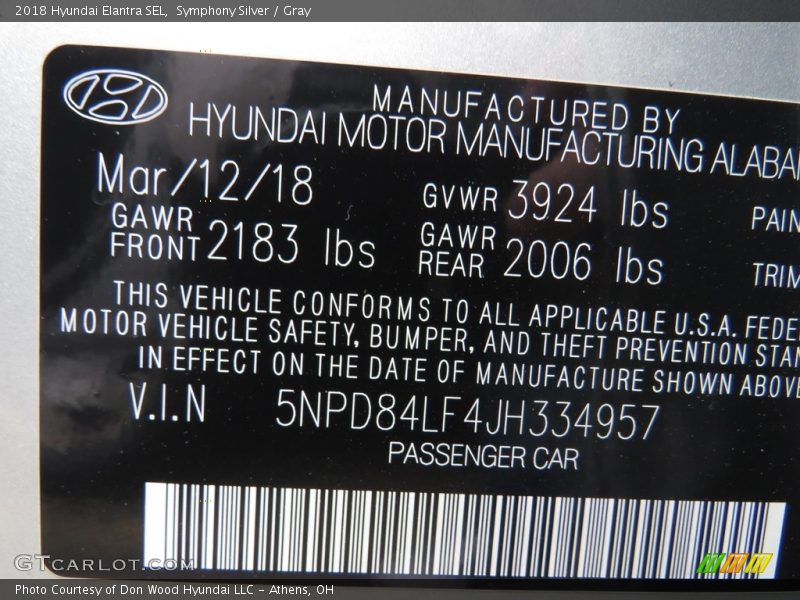 2018 Hyundai Elantra SEL, Symphony Silver / Gray
MANUFACTURED BY
HYUNDAI MOTOR MANUFACTURING ALABA
Mar/12/18
GVWR 3924 lbs
PAIN
GAWR FRONT 2183 lbs
GAWR REAR 2006 lbs
TRIM
THIS VEHICLE CONFORMS TO ALL APPLICABLE U.S.A. FEDE
MOTOR VEHICLE SAFETY, BUMPER, AND THEFT PREVENTION STAN
IN EFFECT ON THE DATE OF MANUFACTURE SHOWN ABOVE
V.I.N 5NPD84LF4JH334957
PASSENGER CAR
GTCARLOT.COM
Photo Courtesy of Don Wood Hyundai LLC - Athens, OH